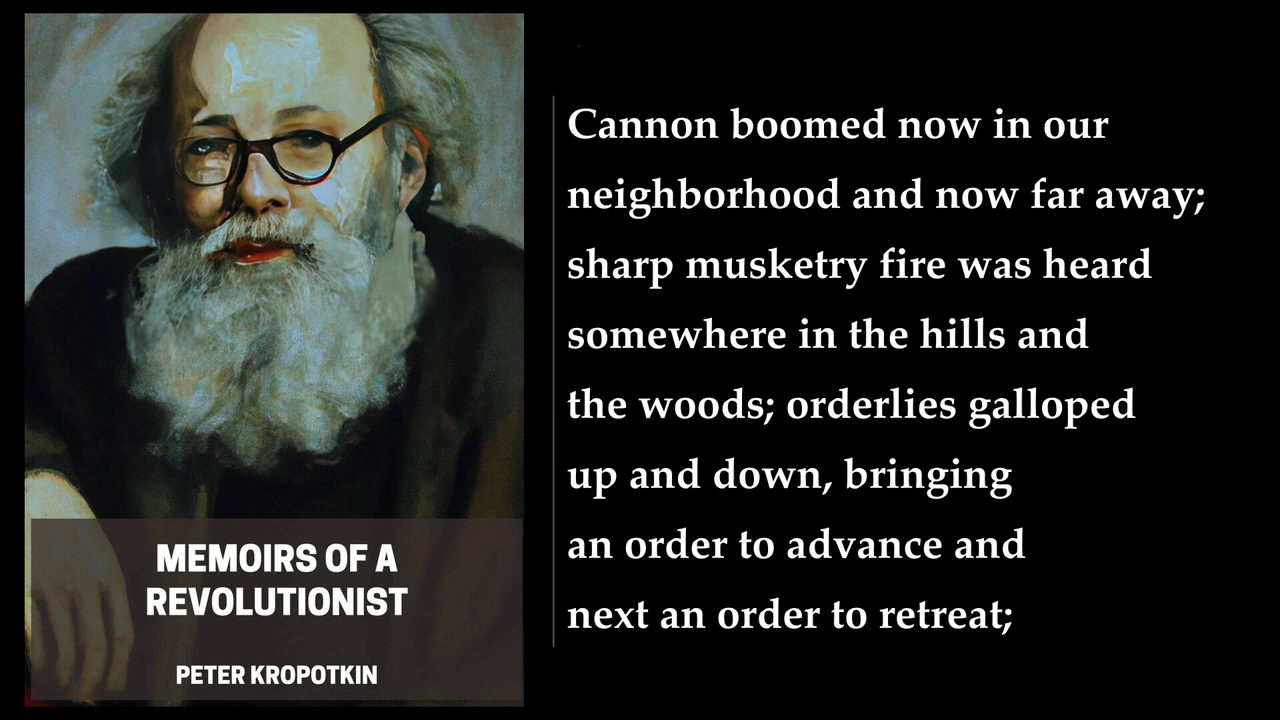 MEMOIRS OF A
REVOLUTIONIST
PETER KROPOTKIN
Cannon boomed now in our
neighborhood and now far away;
sharp musketry fire was heard
somewhere in the hills and
the woods; orderlies galloped
up and down, bringing
an order to advance and
next an order to retreat;